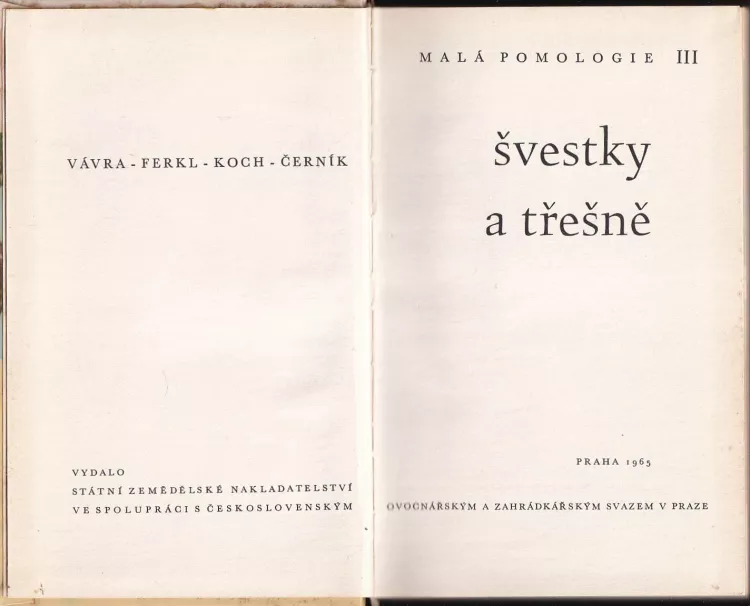 VÁVRA - FERKL - KOCH - ČERNÍK
VYDALO
STÁTNÍ ZEMĚDĚLSKÉ NAKLADATELSTVÍ
VE SPOLUPRÁCI S ČESKOSLOVENSKÝM
MALÁ POMOLOGIE III
švestky
a třešně
PRAHA 1965
OVOCNÁŘSKÝM A ZAHRÁDKÁŘSKÝM SVAZEM V PRAZE